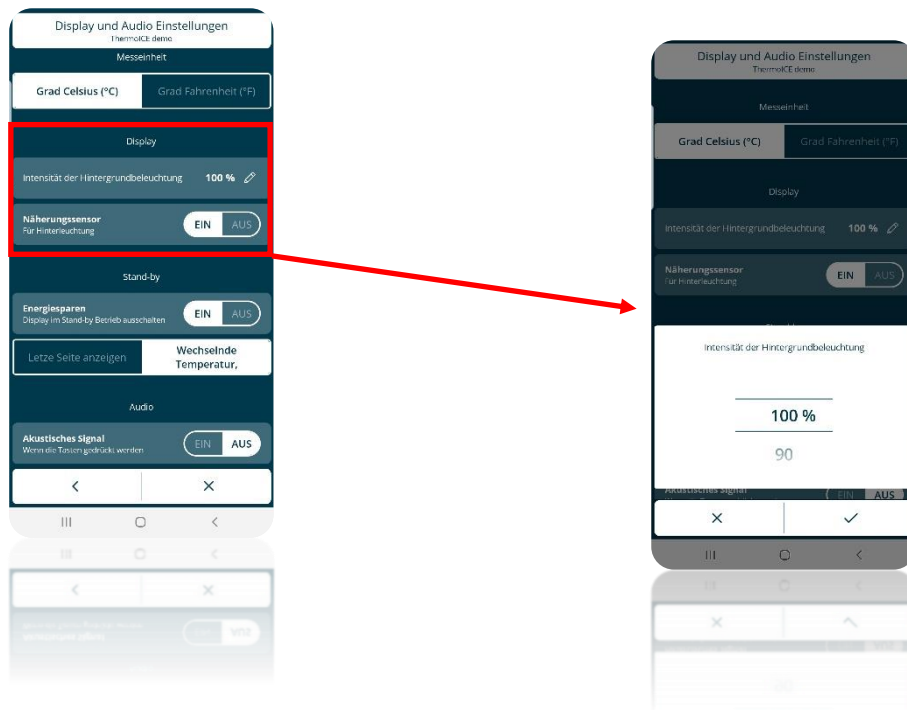 Display und Audio Einstellungen
ThermoICE demo
Messeinheit
Grad Celsius (°C)
Grad Fahrenheit (°F)
Display
Intensität der Hintergrundbeleuchtung 100 %
Näherungssensor
Für Hinterleuchtung
EIN AUS
Stand-by
Energiesparen
Display im Stand-by Betrieb ausschalten
EIN AUS
Letze Seite anzeigen
Wechselnde
Temperatur,
Audio
Akustisches Signal
Wenn die Tasten gedrückt werden
EIN AUS
Display und Audio Einstellungen
ThermoICE demo
Messeinheit
Grad Celsius (°C)
Grad Fahrenheit (°F)
Display
Intensität der Hintergrundbeleuchtung 100 %
Näherungssensor
Für Hinterleuchtung
EIN AUS
Intensität der Hintergrundbeleuchtung
100 %
90
Akustisches Signal
EIN AUS